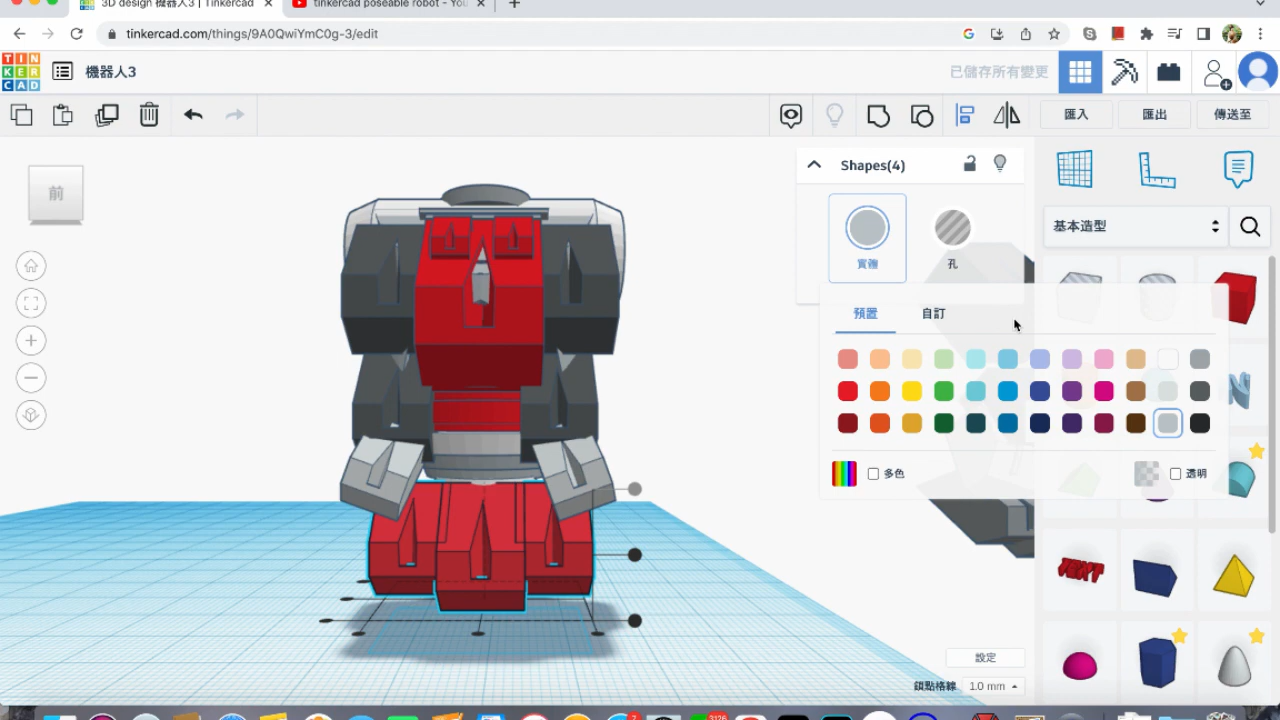 3D design 機器人3 | Tinkercad
tinkercad poseable robot - You
tinkercad.com/things/9A0QwiYmC0g-3/edit
TIN
KER
CAD
機器人3
已儲存所有變更
匯入
匯出
傳送至
前
Shapes(4)
實體
孔
基本造型
預置
自訂
多色
透明
TEXT
設定
鎖點格線
1.0 mm
3126